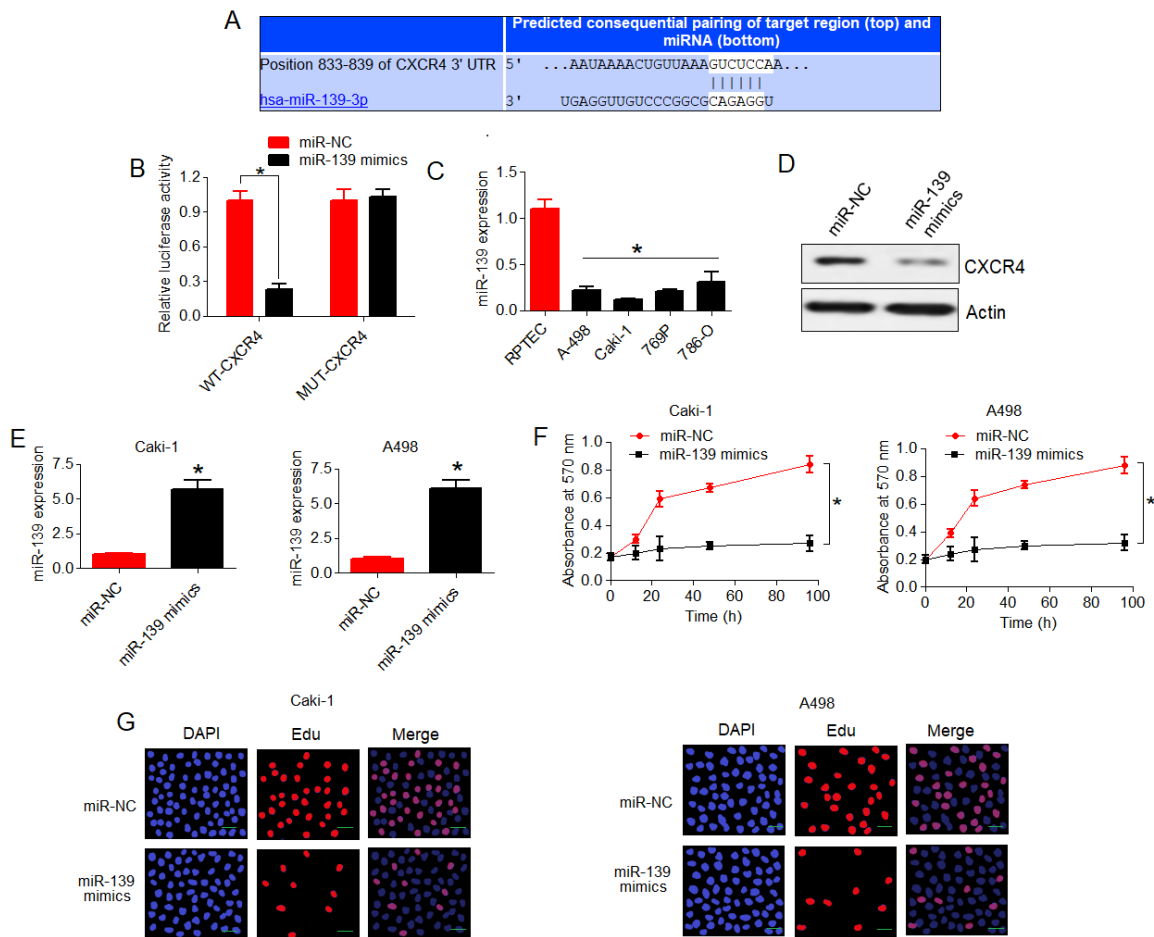 A
Predicted consequential pairing of target region (top) and
miRNA (bottom)
Position 833-839 of CXCR4 3' UTR 5' ...AAUAAAACUGUUAAAGUCUCCAA...
hsa-miR-139-3p 3' UGAGGUUGUCCCGGCGCAGAGGU
B
miR-NC
miR-139 mimics
Relative luciferase activity
1.2
0.9
0.6
0.3
0.0
*
WT-CXCR4
MUT-CXCR4
C
miR-139 expression
1.5
1.0
0.5
0.0
*
RPTEC
A-498
Caki-1
769P
786-O
D
miR-NC
miR-139
mimics
CXCR4
Actin
E
Caki-1
miR-139 expression
7.5
5.0
2.5
0.0
*
miR-NC
miR-139 mimics
A498
miR-139 expression
7.5
5.0
2.5
0.0
*
miR-NC
miR-139 mimics
F
Caki-1
miR-NC
miR-139 mimics
Absorbance at 570 nm
1.0
0.8
0.6
0.4
0.2
0.0
*
0 20 40 60 80 100
Time (h)
A498
miR-NC
miR-139 mimics
Absorbance at 570 nm
1.0
0.8
0.6
0.4
0.2
0.0
*
0 20 40 60 80 100
Time (h)
G
Caki-1
DAPI Edu Merge
miR-NC
miR-139
mimics
A498
DAPI Edu Merge
miR-NC
miR-139
mimics